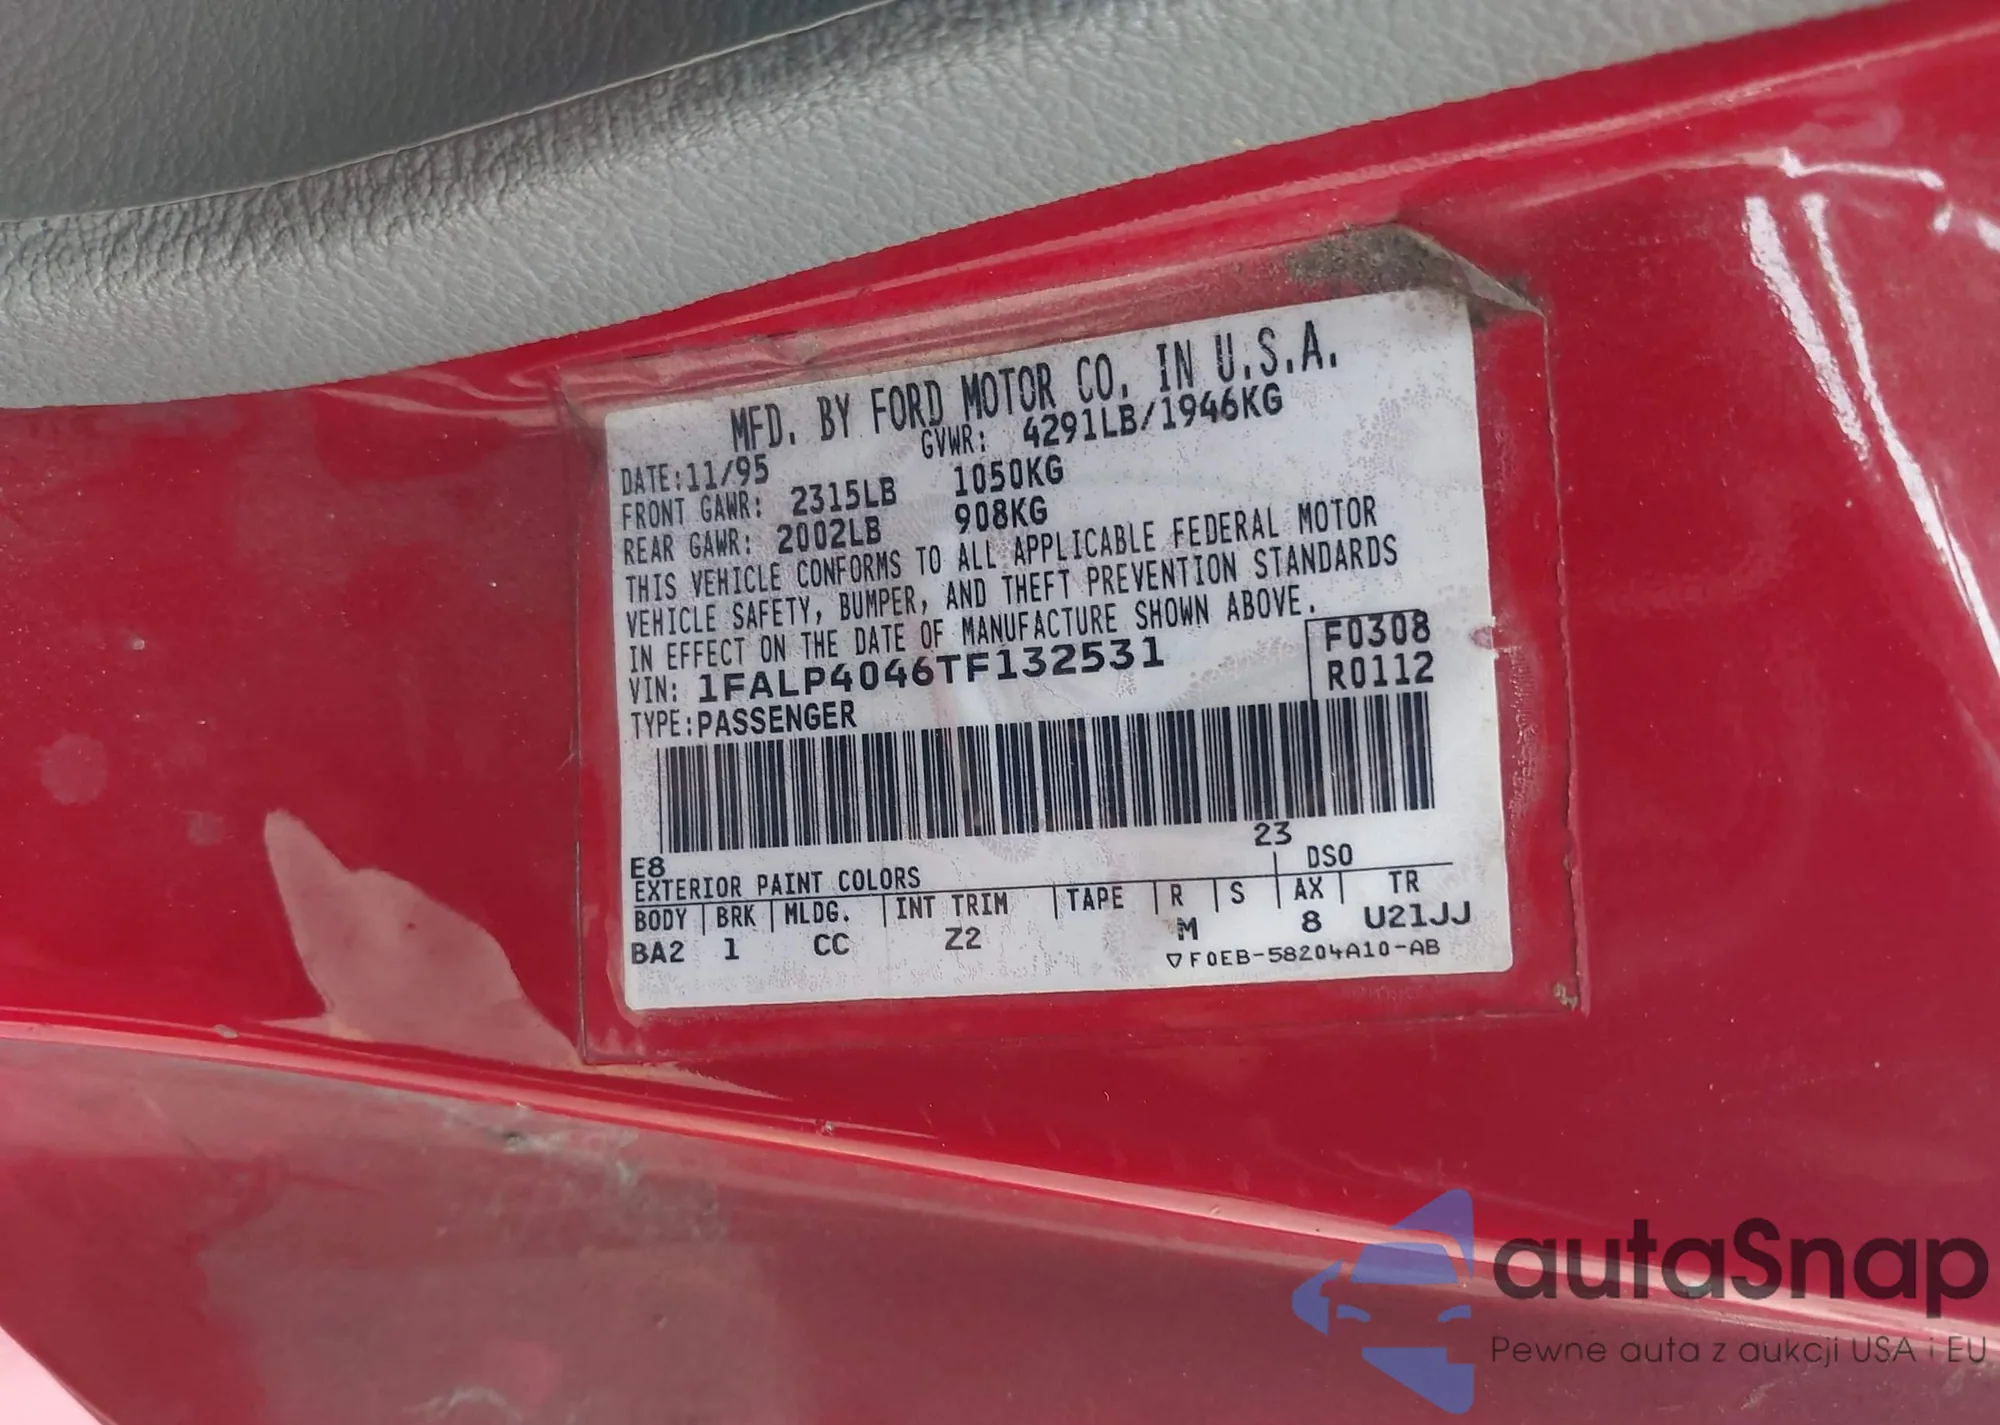 MFD. BY FORD MOTOR CO. IN U.S.A.
DATE:11/95 GVWR: 4291LB/1946KG
FRONT GAWR: 2315LB 1050KG
REAR GAWR: 2002LB 908KG
THIS VEHICLE CONFORMS TO ALL APPLICABLE FEDERAL MOTOR
VEHICLE SAFETY, BUMPER, AND THEFT PREVENTION STANDARDS
IN EFFECT ON THE DATE OF MANUFACTURE SHOWN ABOVE.
VIN: 1FALP4046TF132531 F0308
TYPE:PASSENGER R0112
E8 23
EXTERIOR PAINT COLORS DSO
BODY BRK MLDG. INT TRIM TAPE R S AX TR
BA2 1 CC Z2 M 8 U21JJ
▽F0EB-58204A10-AB
autaSnap
Pewne auta z aukcji USA i EU